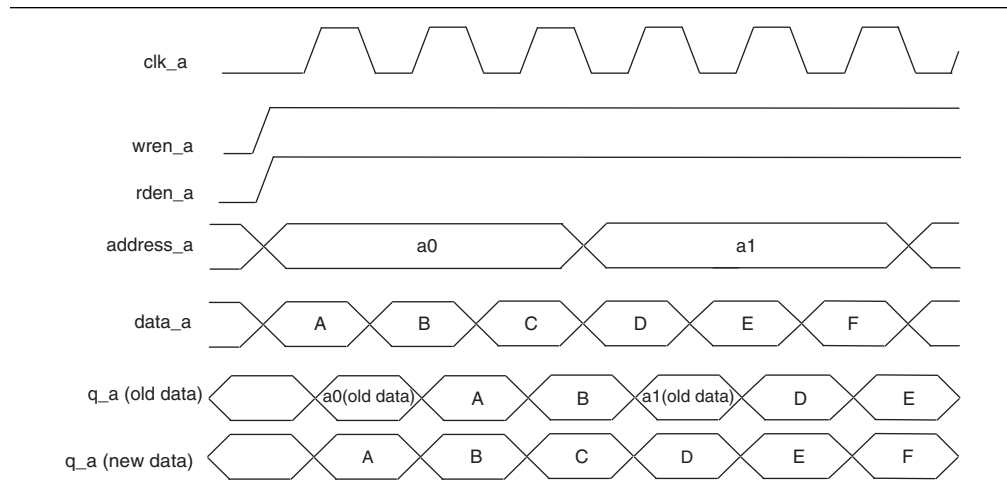 clk_a
wren_a
rden_a
address_a a0 a1
data_a A B C D E F
q_a (old data) a0(old data) A B a1(old data) D E
q_a (new data) A B C D E F